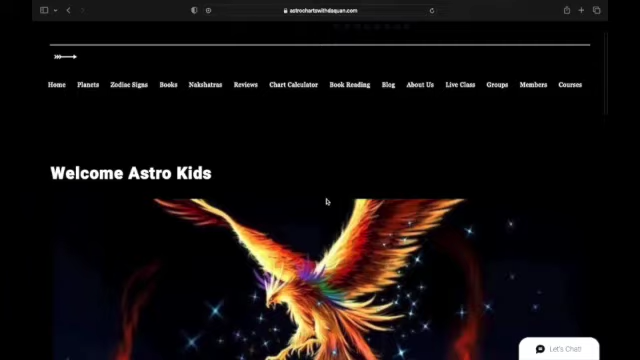 astrochartswithdaquan.com
Home Planets Zodiac Signs Books Nakshatras Reviews Chart Calculator Book Reading Blog About Us Live Class Groups Members Courses
Welcome Astro Kids
Let's Chat!